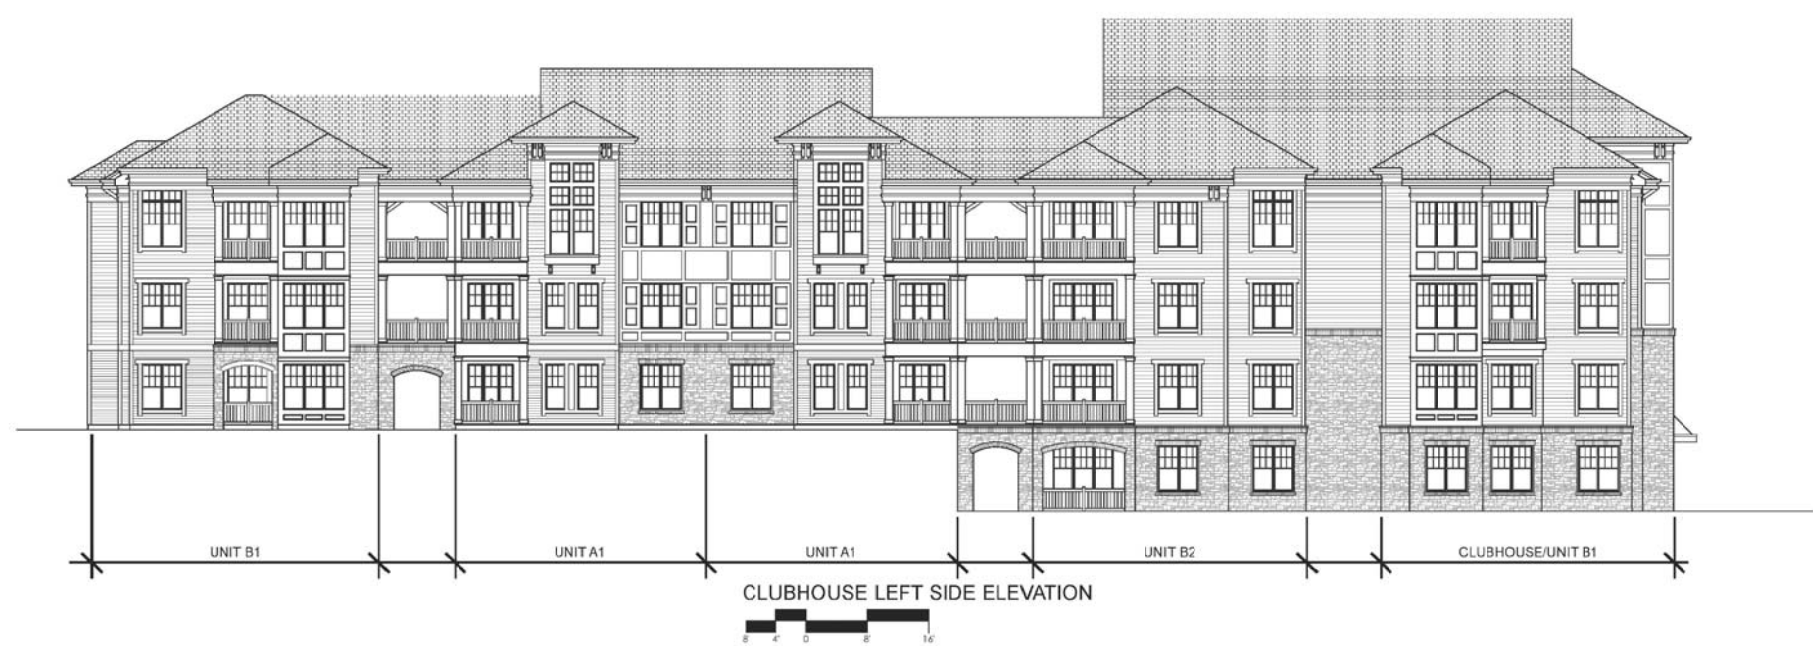 UNIT B1 UNIT A1 UNIT A1 UNIT B2 CLUBHOUSE/UNIT B1
CLUBHOUSE LEFT SIDE ELEVATION
8' 4' 0 8' 16'